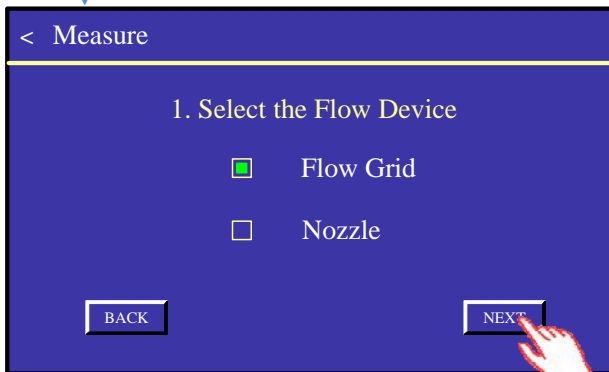 < Measure
1. Select the Flow Device
Flow Grid
Nozzle
BACK
NEXT